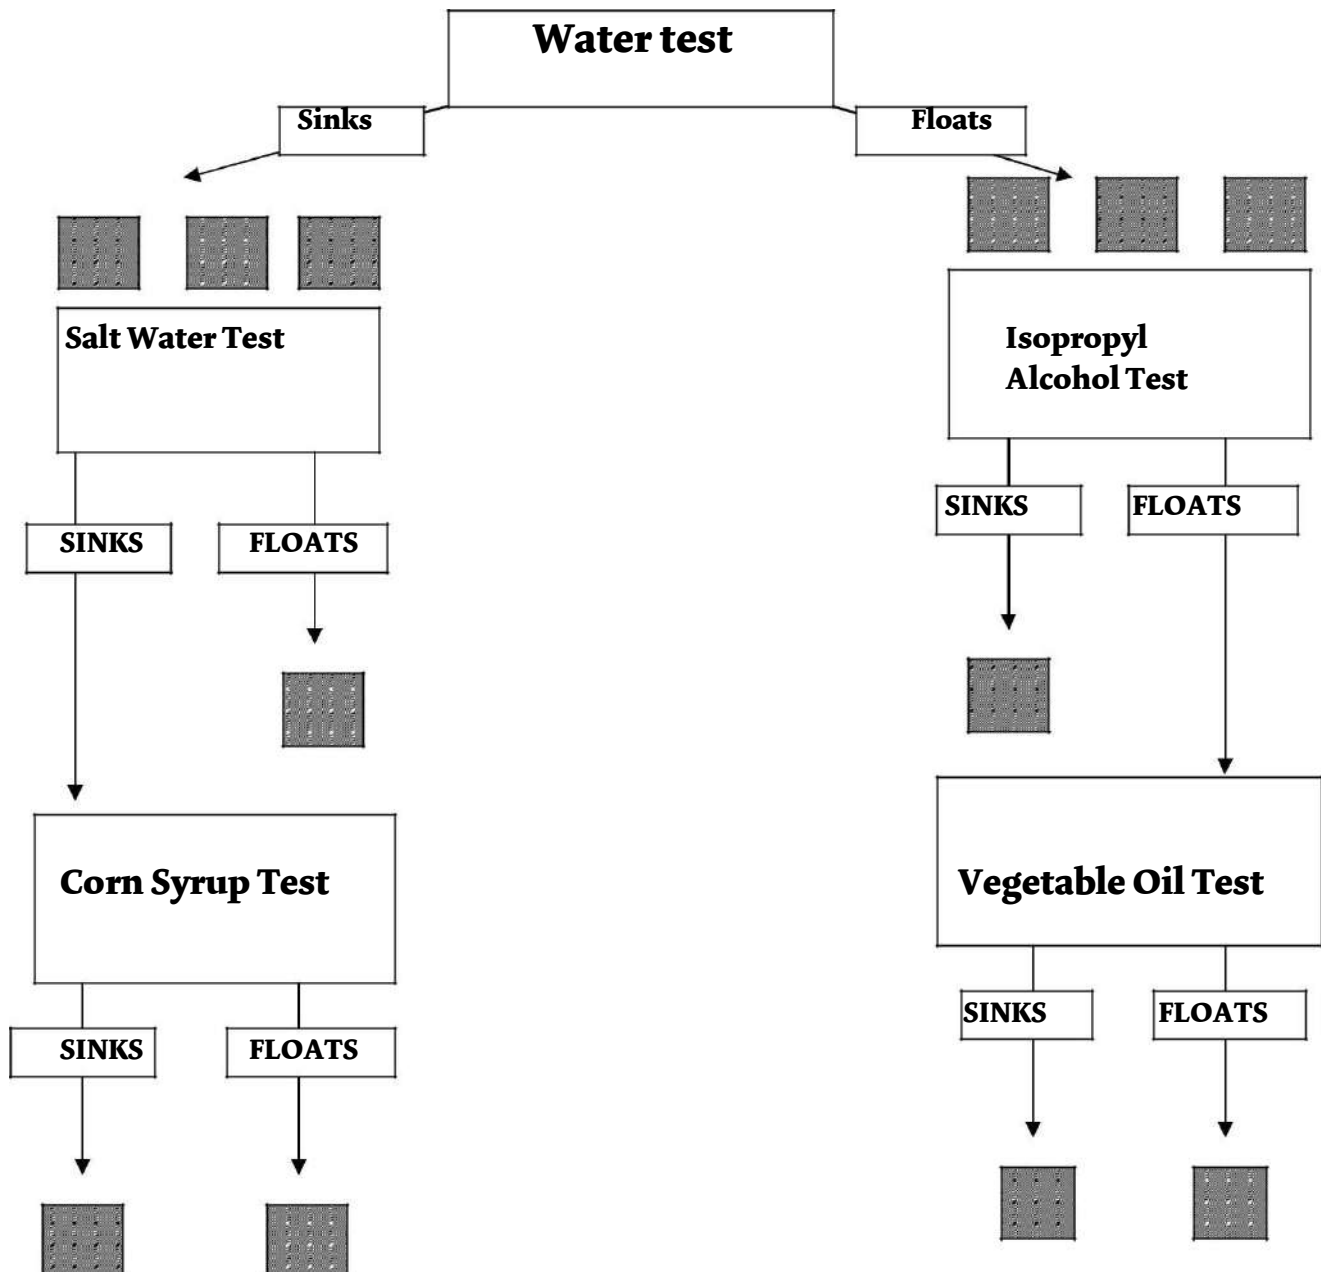 Water test
Sinks
Floats
Salt Water Test
Isopropyl
Alcohol Test
SINKS
FLOATS
SINKS
FLOATS
Corn Syrup Test
Vegetable Oil Test
SINKS
FLOATS
SINKS
FLOATS